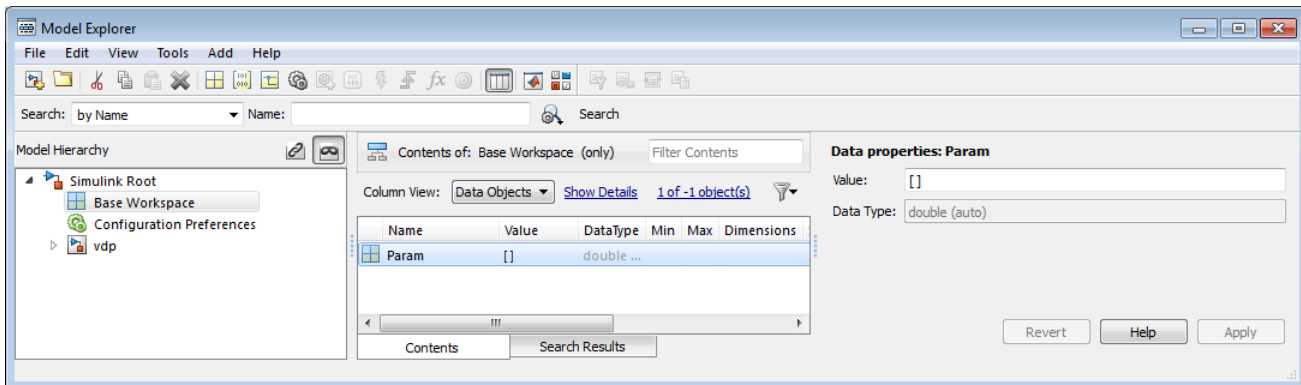 Model Explorer
File Edit View Tools Add Help
fx
Search: by Name Name: Search
Model Hierarchy
Simulink Root
Base Workspace
Configuration Preferences
vdp
Contents of: Base Workspace (only) Filter Contents
Column View: Data Objects Show Details 1 of -1 object(s)
Name Value DataType Min Max Dimensions
Param [] double ...
Contents Search Results
Data properties: Param
Value: []
Data Type: double (auto)
Revert Help Apply